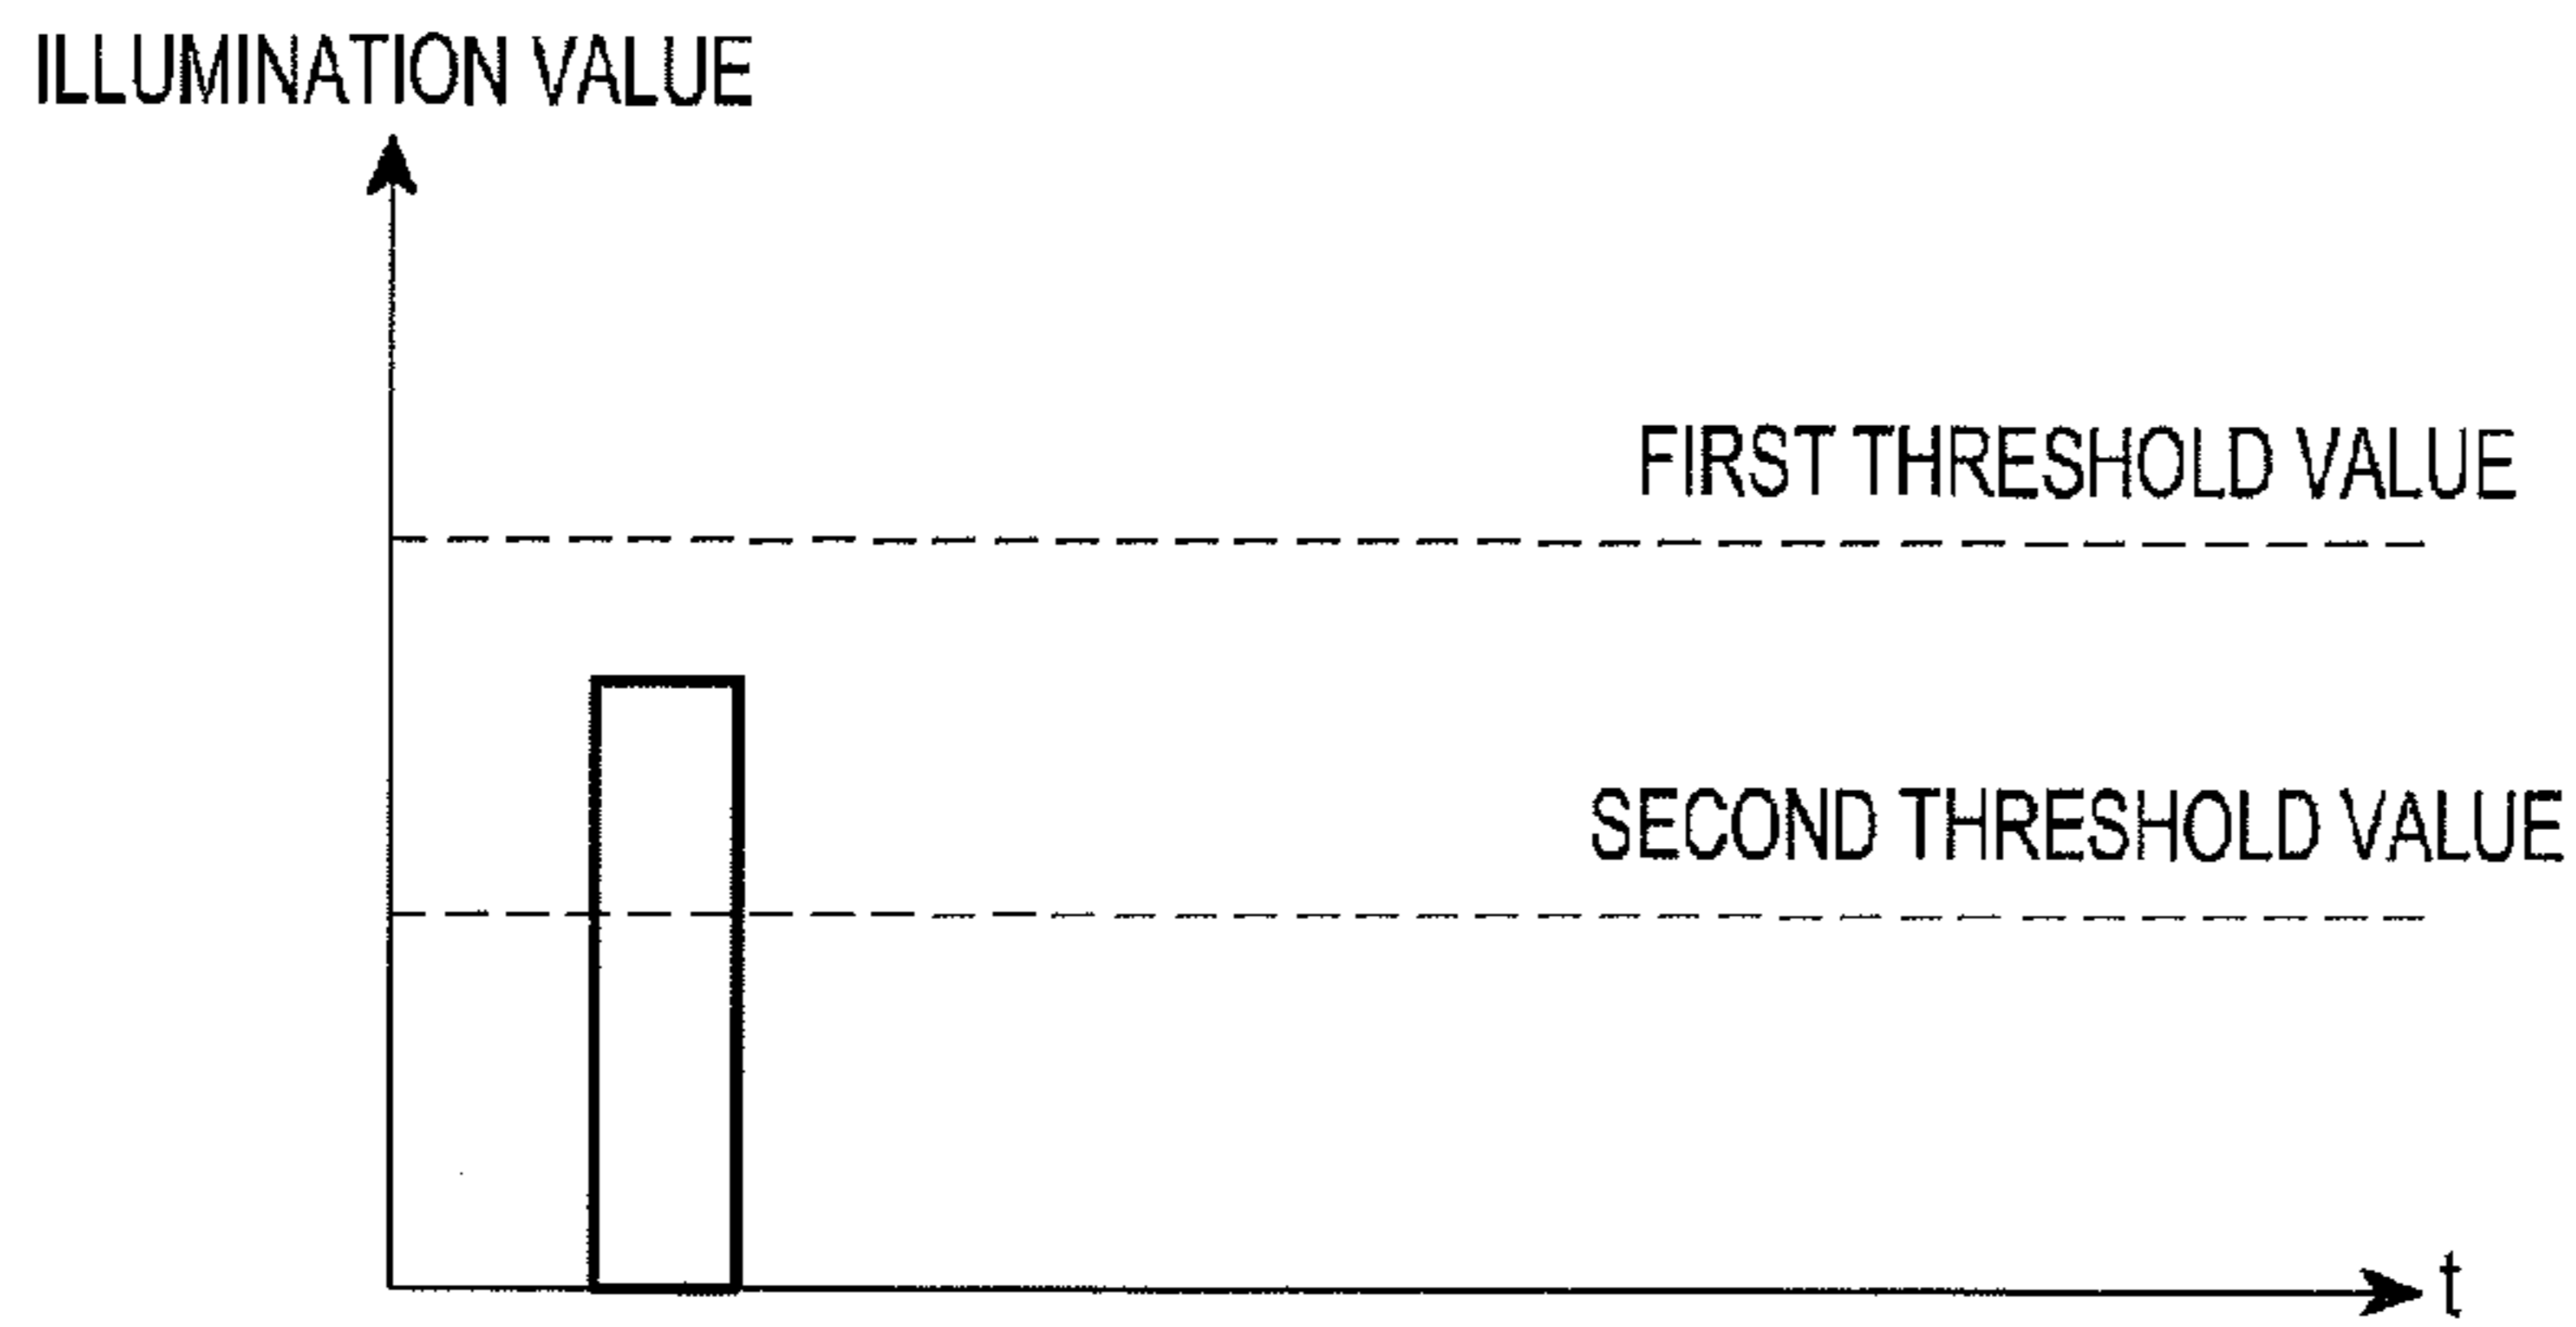 ILLUMINATION VALUE
FIRST THRESHOLD VALUE
SECOND THRESHOLD VALUE
t